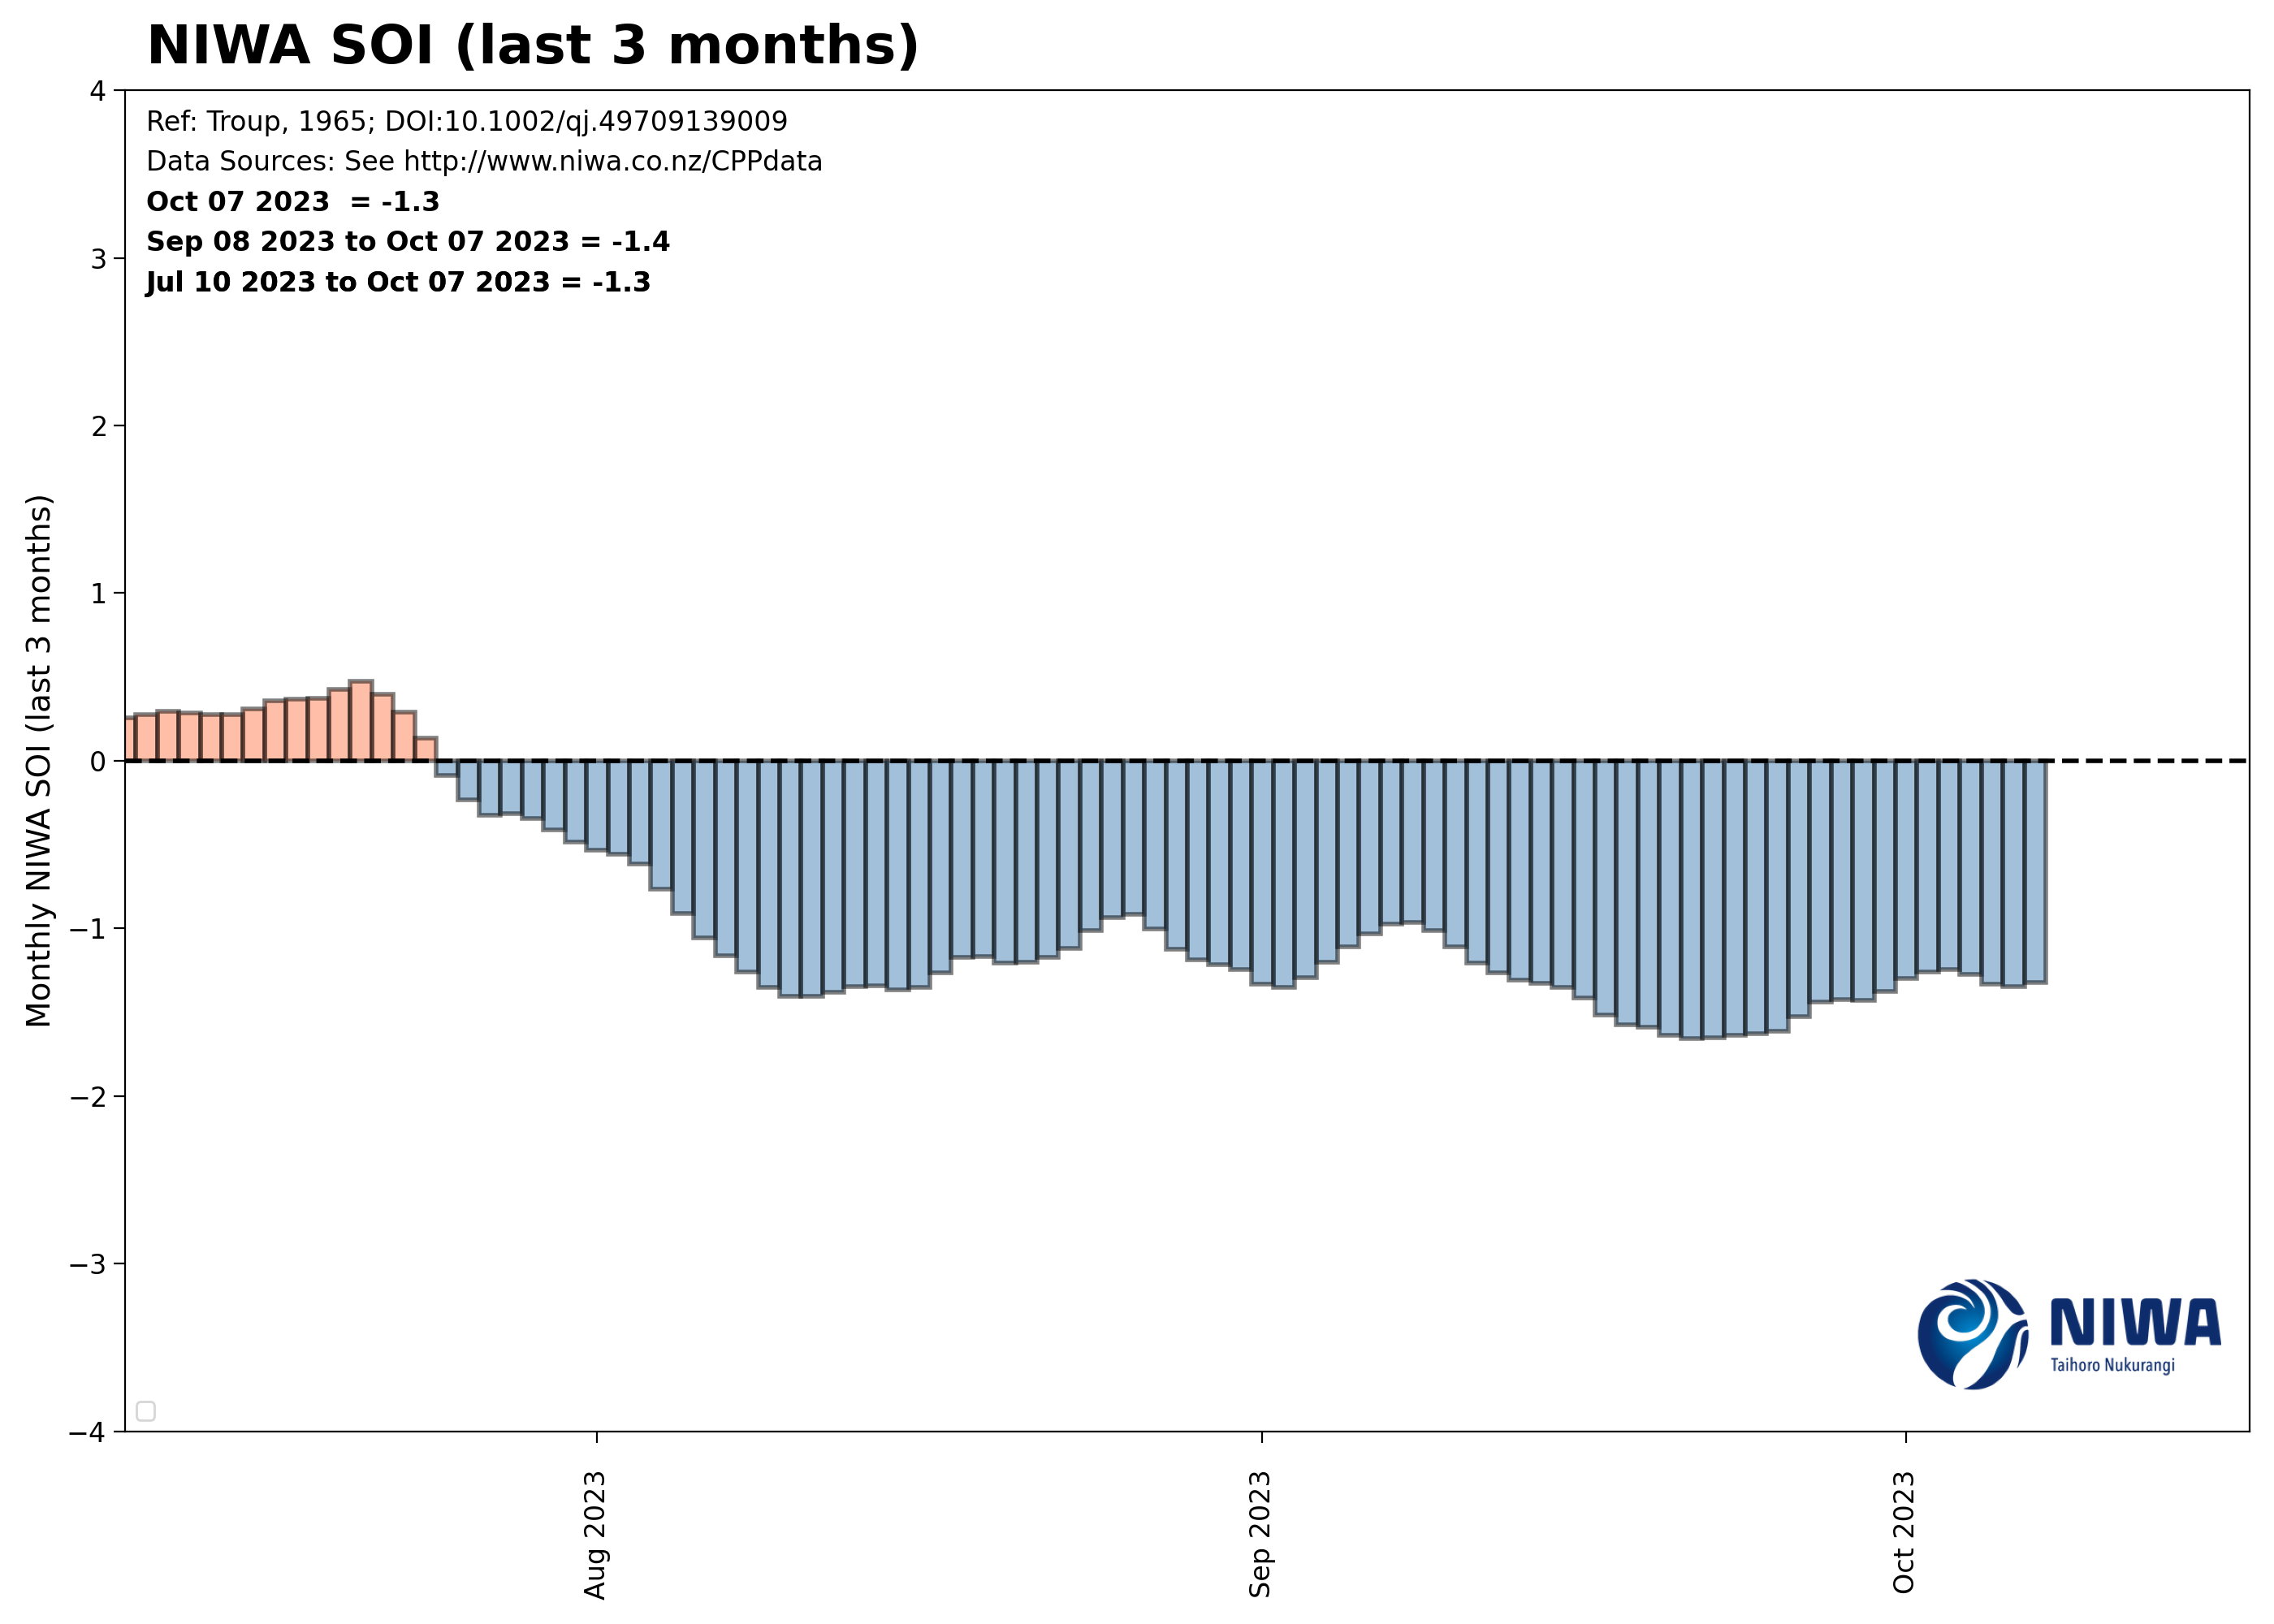 NIWA SOI (last 3 months)
Ref: Troup, 1965; DOI:10.1002/qj.49709139009
Data Sources: See http://www.niwa.co.nz/CPPdata
Oct 07 2023  = -1.3
Sep 08 2023 to Oct 07 2023 = -1.4
Jul 10 2023 to Oct 07 2023 = -1.3
Monthly NIWA SOI (last 3 months)
4
3
2
1
0
−1
−2
−3
−4
Aug 2023
Sep 2023
Oct 2023
NIWA
Taihoro Nukurangi